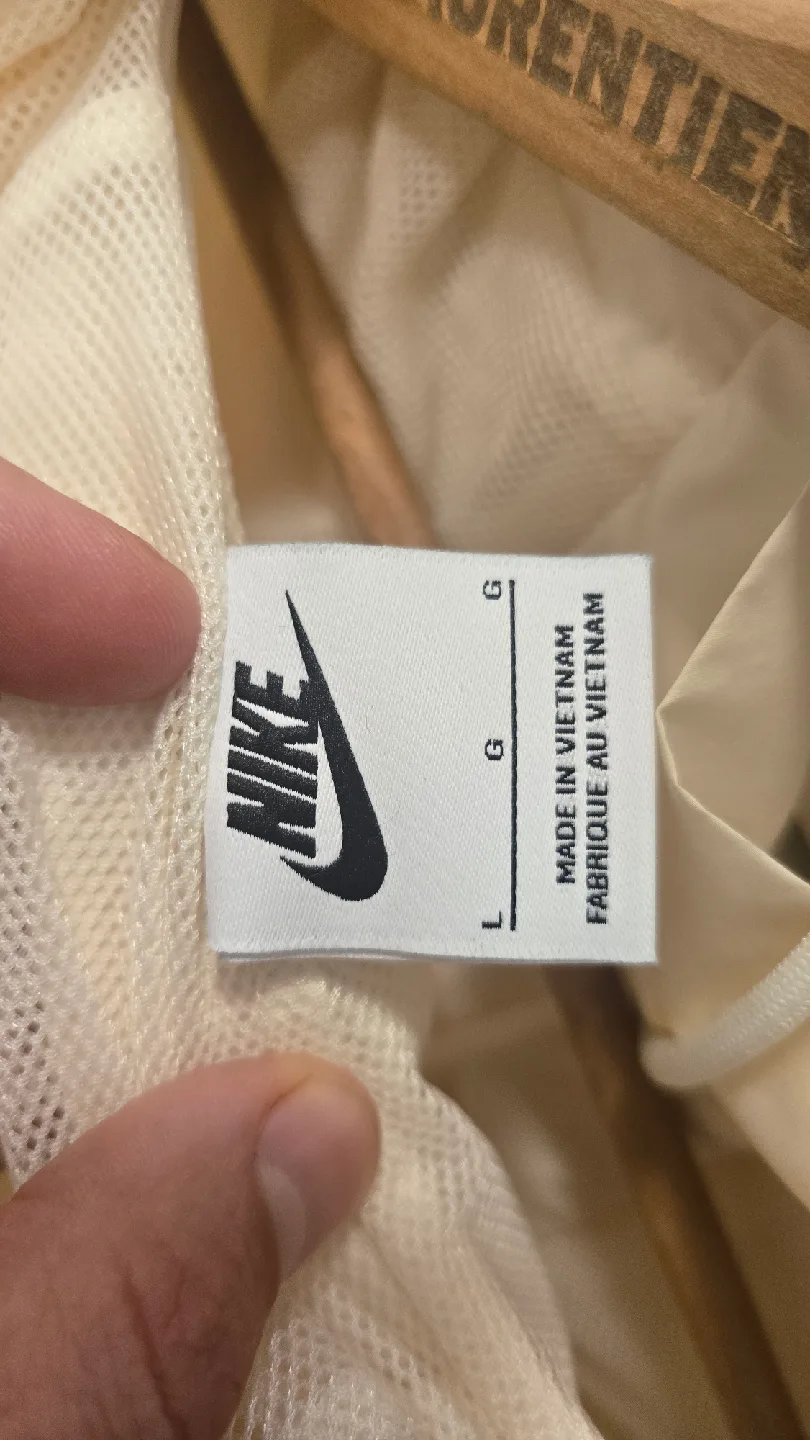 NIKE
L G G
MADE IN VIETNAM
FABRIQUE AU VIETNAM